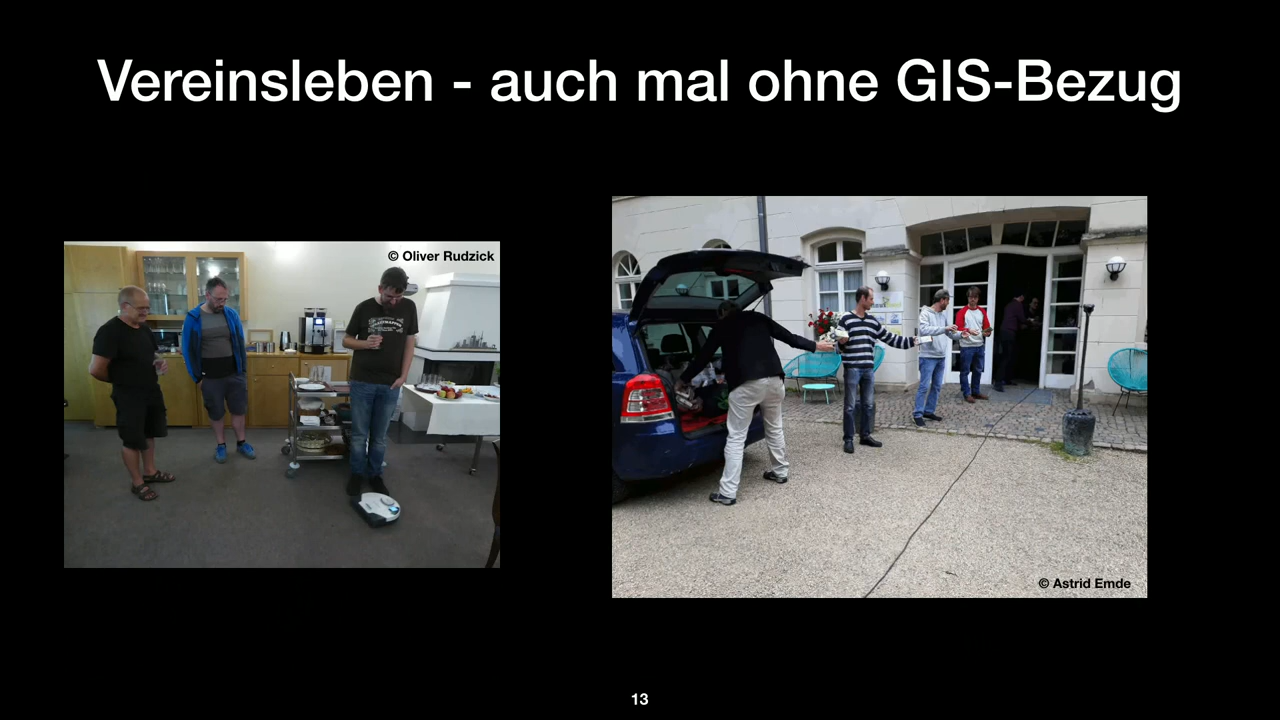 Vereinsleben - auch mal ohne GIS-Bezug
© Oliver Rudzick
© Astrid Emde
13